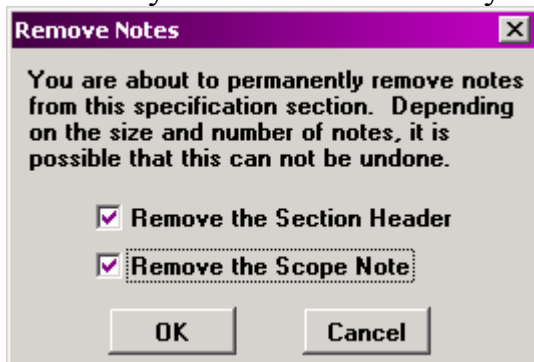 Remove Notes
You are about to permanently remove notes
from this specification section. Depending
on the size and number of notes, it is
possible that this can not be undone.
Remove the Section Header
Remove the Scope Note
OK Cancel